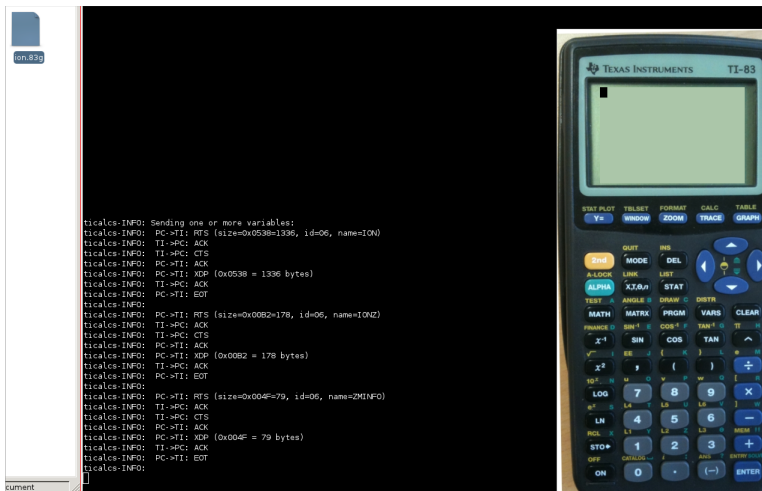 ion.83g
cument
ticalcs-INFO: Sending one or more variables:
ticalcs-INFO:  PC->TI: RTS (size=0x0538=1336, id=06, name=ION)
ticalcs-INFO:  TI->PC: ACK
ticalcs-INFO:  TI->PC: CTS
ticalcs-INFO:  PC->TI: ACK
ticalcs-INFO:  PC->TI: XDP (0x0538 = 1336 bytes)
ticalcs-INFO:  TI->PC: ACK
ticalcs-INFO:  PC->TI: EOT
ticalcs-INFO:
ticalcs-INFO:  PC->TI: RTS (size=0x00B2=178, id=06, name=IONZ)
ticalcs-INFO:  TI->PC: ACK
ticalcs-INFO:  TI->PC: CTS
ticalcs-INFO:  PC->TI: ACK
ticalcs-INFO:  PC->TI: XDP (0x00B2 = 178 bytes)
ticalcs-INFO:  TI->PC: ACK
ticalcs-INFO:  PC->TI: EOT
ticalcs-INFO:
ticalcs-INFO:  PC->TI: RTS (size=0x004F=79, id=06, name=ZMINFO)
ticalcs-INFO:  TI->PC: ACK
ticalcs-INFO:  TI->PC: CTS
ticalcs-INFO:  PC->TI: ACK
ticalcs-INFO:  PC->TI: XDP (0x004F = 79 bytes)
ticalcs-INFO:  TI->PC: ACK
ticalcs-INFO:  PC->TI: EOT
ticalcs-INFO:
TEXAS INSTRUMENTS TI-83
STAT PLOT TBLSET FORMAT CALC TABLE
Y= WINDOW ZOOM TRACE GRAPH
QUIT INS
2nd MODE DEL
A-LOCK LINK LIST
ALPHA X,T,Θ,n STAT
TEST A ANGLE B DRAW C DISTR
MATH MATRX PRGM VARS CLEAR
FINANCE D SIN⁻¹ E COS⁻¹ F TAN⁻¹ G π H
x⁻¹ SIN COS TAN ^
√ I EE J { K } L e M
x² , ( ) ÷
10ˣ N u O v P w Q [ R
LOG 7 8 9 ×
eˣ S L4 T L5 U L6 V ] W
LN 4 5 6 −
RCL X L1 Y L2 Z L3 θ MEM
STO▸ 1 2 3 +
OFF CATALOG i ANS ? ENTRY
ON 0 . (−) ENTER